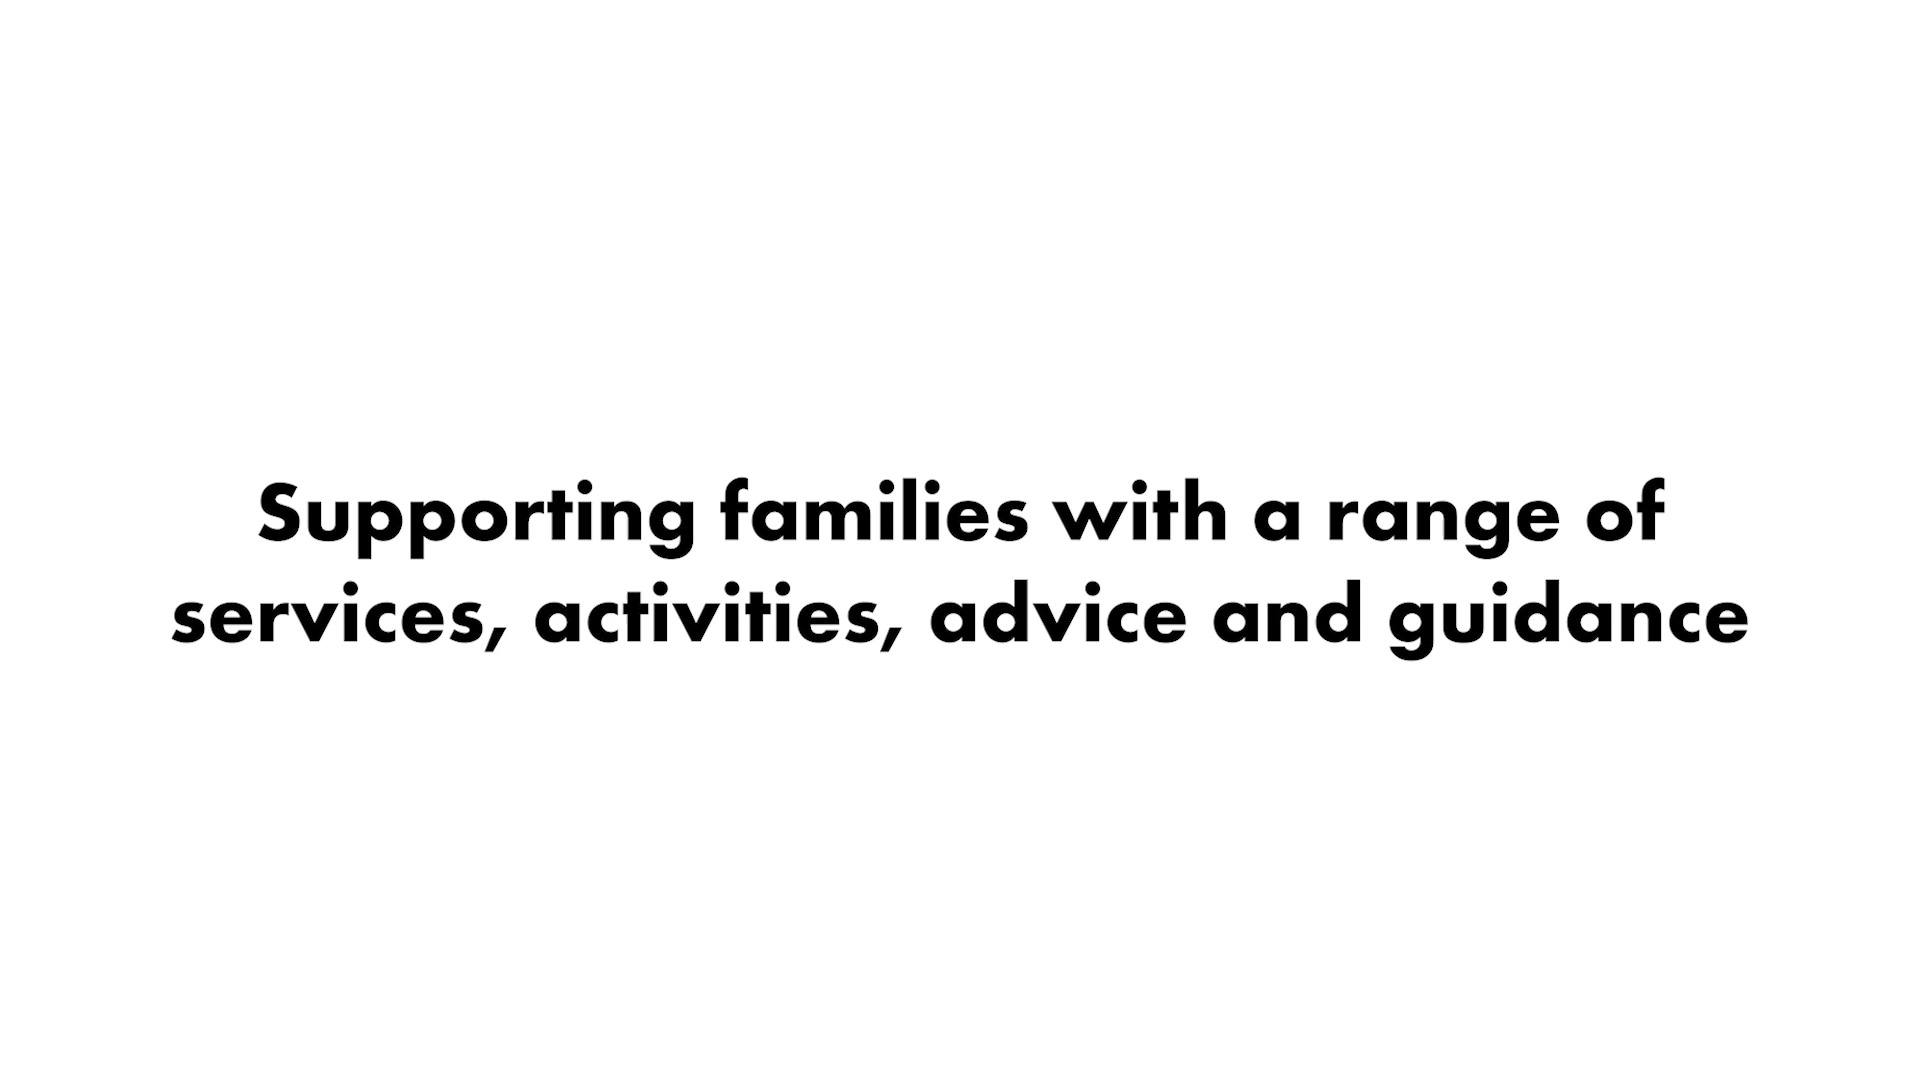 Supporting families with a range of
services, activities, advice and guidance